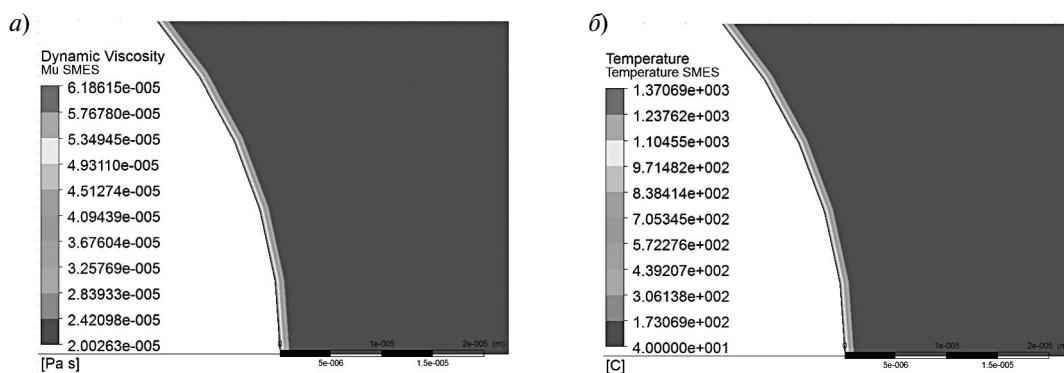 а)
Dynamic Viscosity
Mu SMES
6.18615e-005
5.76780e-005
5.34945e-005
4.93110e-005
4.51274e-005
4.09439e-005
3.67604e-005
3.25769e-005
2.83933e-005
2.42098e-005
2.00263e-005
[Pa s]
0
1e-005
2e-005 (m)
5e-006
1.5e-005
б)
Temperature
Temperature SMES
1.37069e+003
1.23762e+003
1.10455e+003
9.71482e+002
8.38414e+002
7.05345e+002
5.72276e+002
4.39207e+002
3.06138e+002
1.73069e+002
4.00000e+001
[C]
0
1e-005
2e-005 (m)
5e-006
1.5e-005